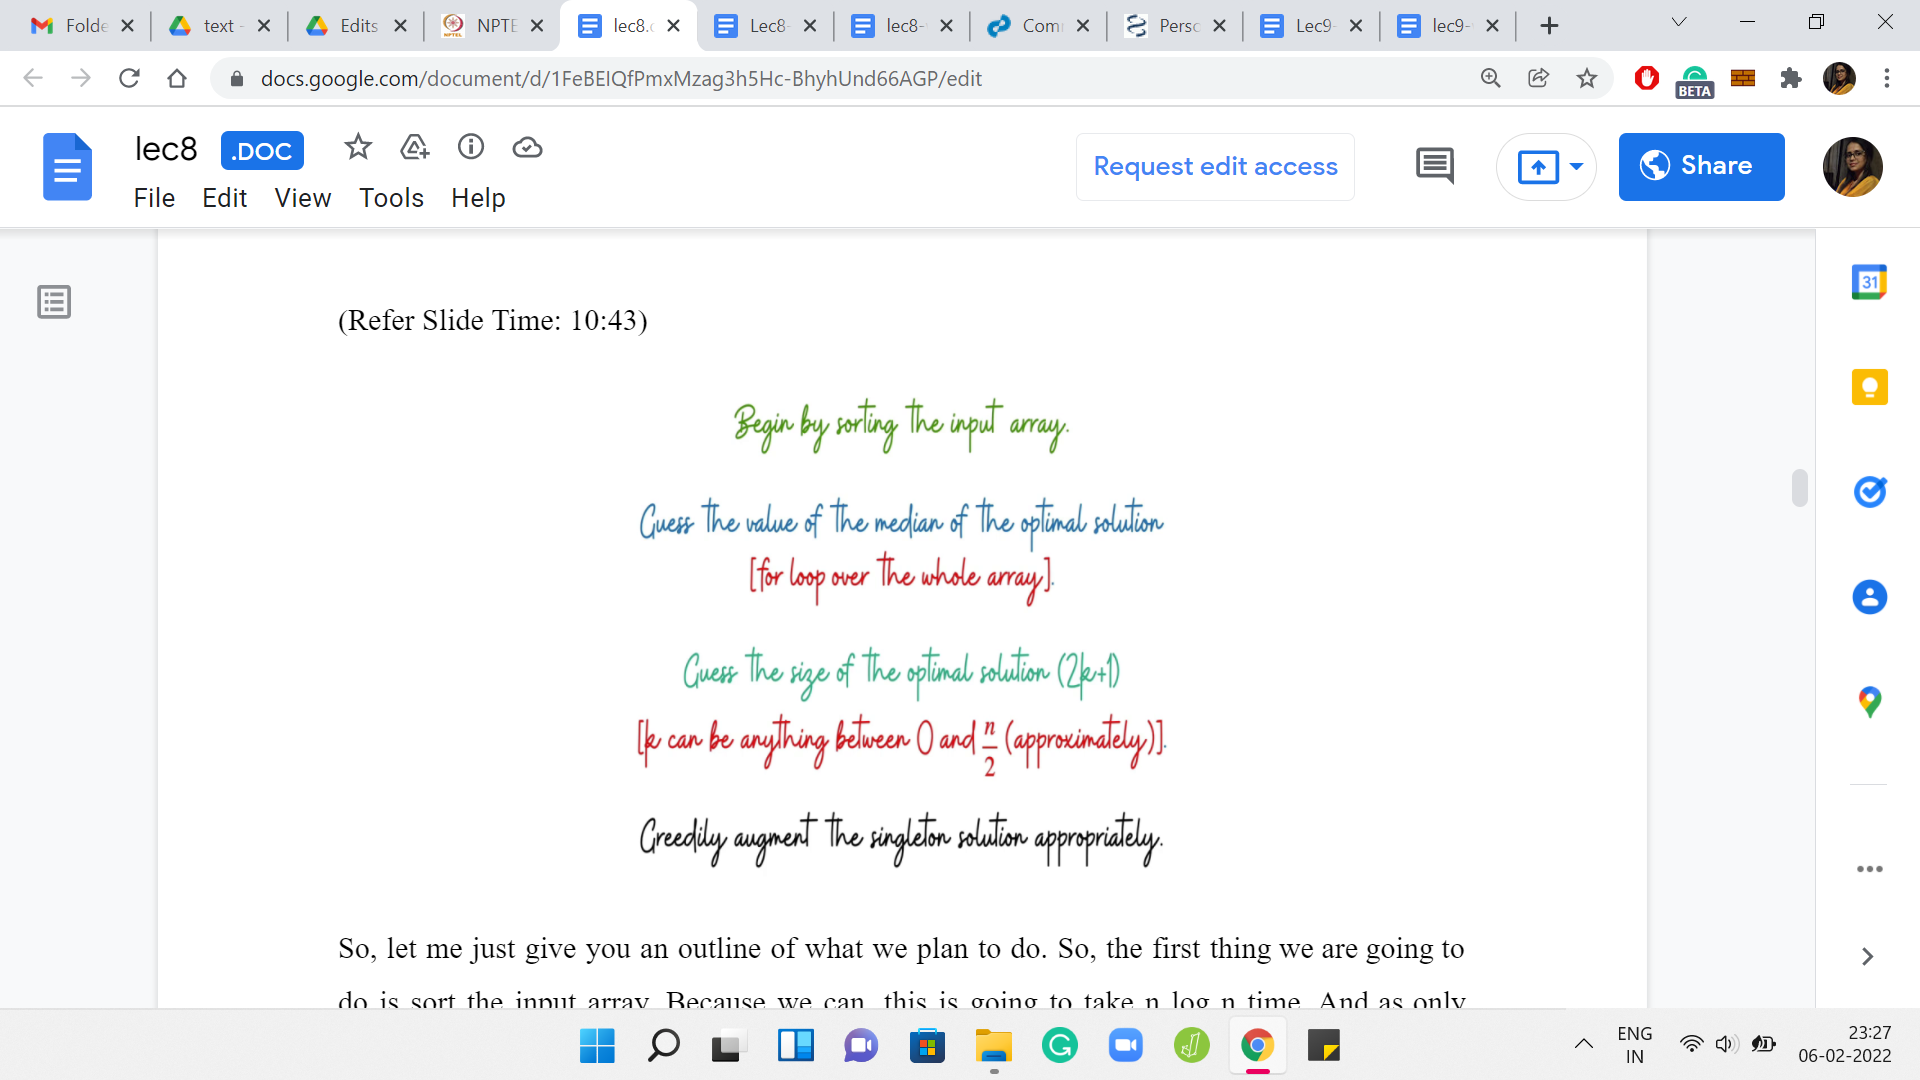 Folde
text -
Edits
NPTE
lec8.
Lec8-
lec8-
Com
Perso
Lec9-
lec9-
docs.google.com/document/d/1FeBEIQfPmxMzag3h5Hc-BhyhUnd66AGP/edit
BETA
lec8 .DOC
Request edit access
Share
File Edit View Tools Help
31
(Refer Slide Time: 10:43)
Begin by sorting the input array.
Guess the value of the median of the optimal solution
[for loop over the whole array].
Guess the size of the optimal solution (2k+1)
[k can be anything between 0 and n/2 (approximately)].
Greedily augment the singleton solution appropriately.
So, let me just give you an outline of what we plan to do. So, the first thing we are going to
do is sort the input array. Because we can, this is going to take n log n time. And as only
ENG
IN
23:27
06-02-2022